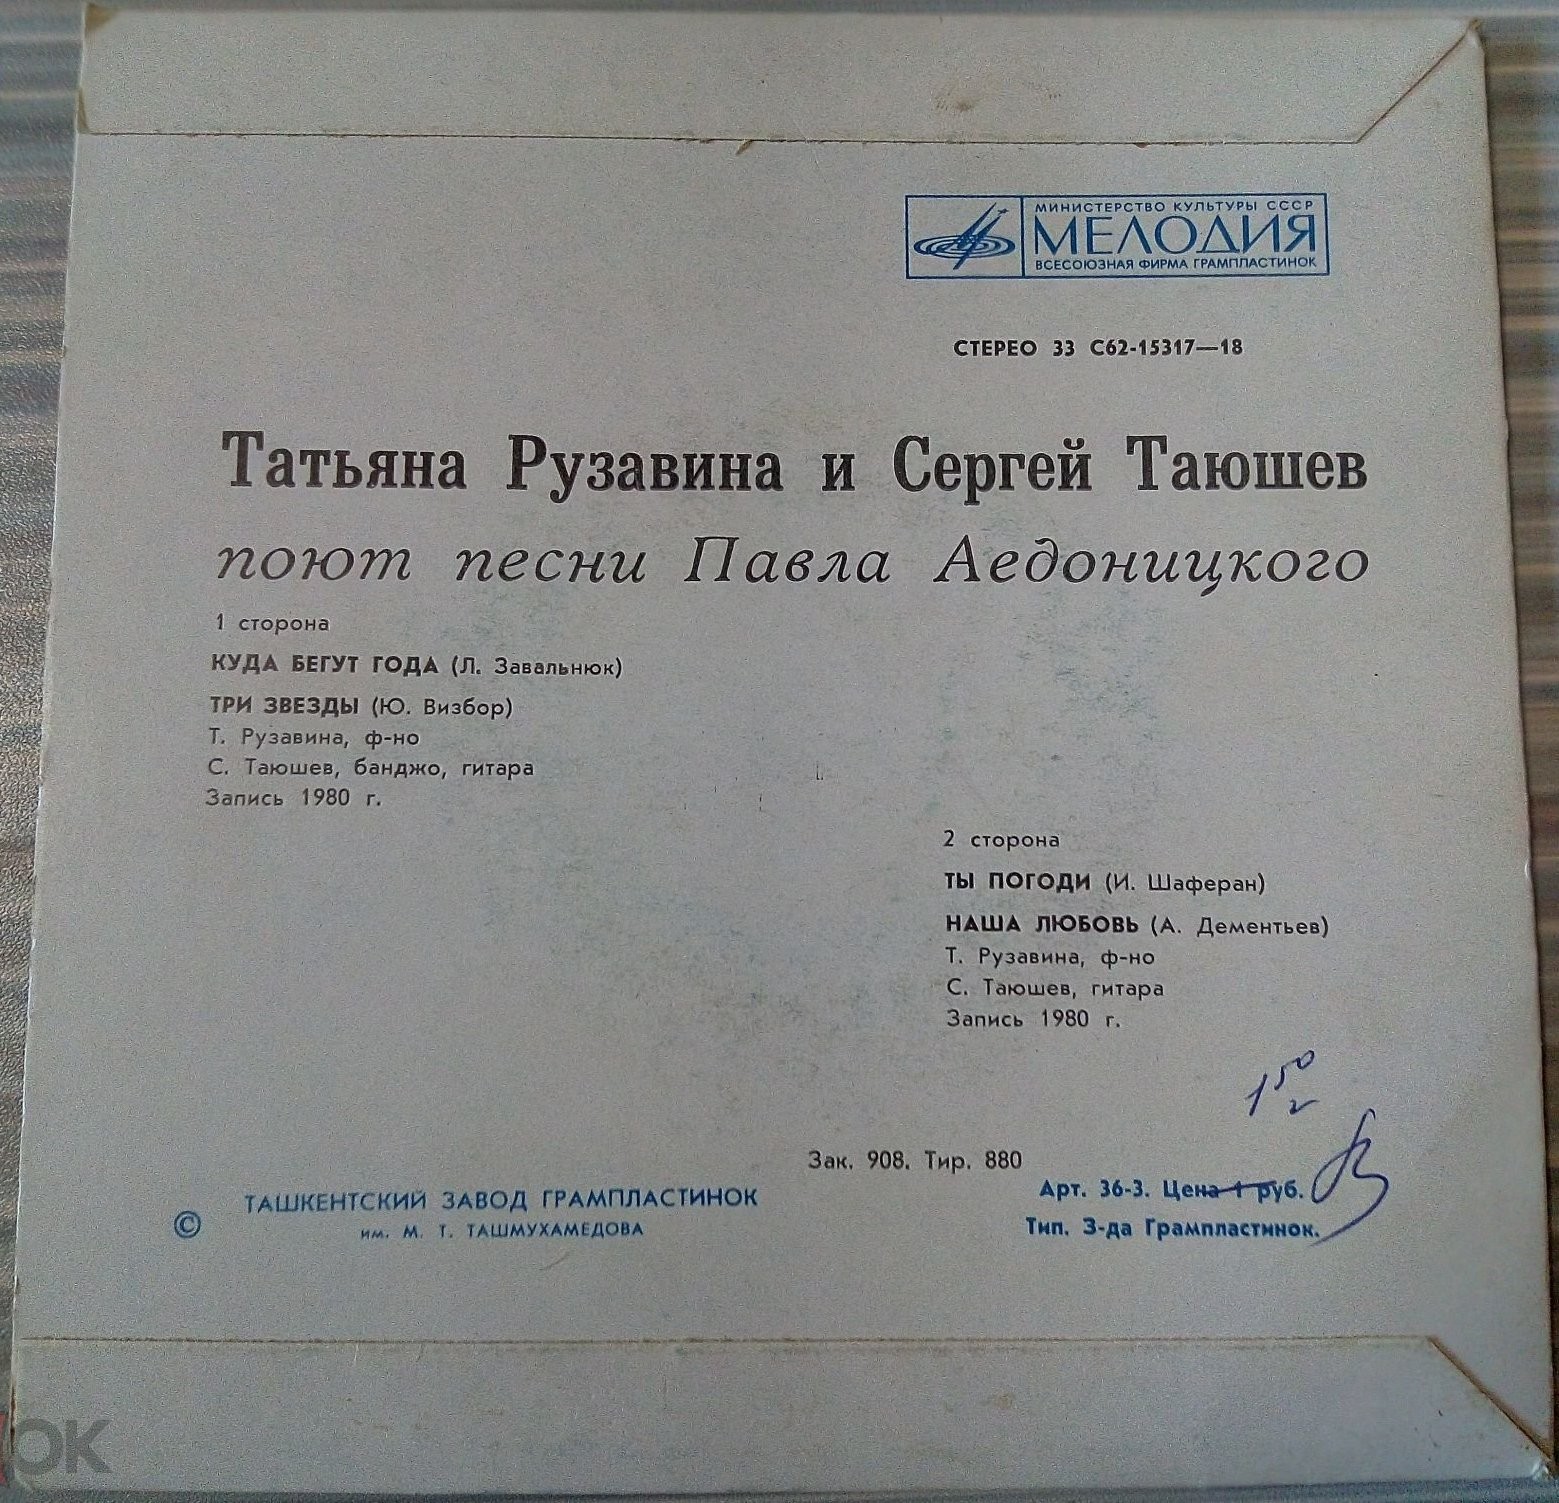 МИНИСТЕРСТВО КУЛЬТУРЫ СССР
МЕЛОДИЯ
ВСЕСОЮЗНАЯ ФИРМА ГРАМПЛАСТИНОК
СТЕРЕО 33 С62-15317—18
Татьяна Рузавина и Сергей Таюшев
поют песни Павла Аедоницкого
1 сторона
КУДА БЕГУТ ГОДА (Л. Завальнюк)
ТРИ ЗВЕЗДЫ (Ю. Визбор)
Т. Рузавина, ф-но
С. Таюшев, банджо, гитара
Запись 1980 г.
2 сторона
ТЫ ПОГОДИ (И. Шаферан)
НАША ЛЮБОВЬ (А. Дементьев)
Т. Рузавина, ф-но
С. Таюшев, гитара
Запись 1980 г.
1 50
Зак. 908. Тир. 880
Арт. 36-3. Цена 1 руб.
Тип. З-да Грампластинок.
ТАШКЕНТСКИЙ ЗАВОД ГРАМПЛАСТИНОК
© им. М. Т. ТАШМУХАМЕДОВА
ОК